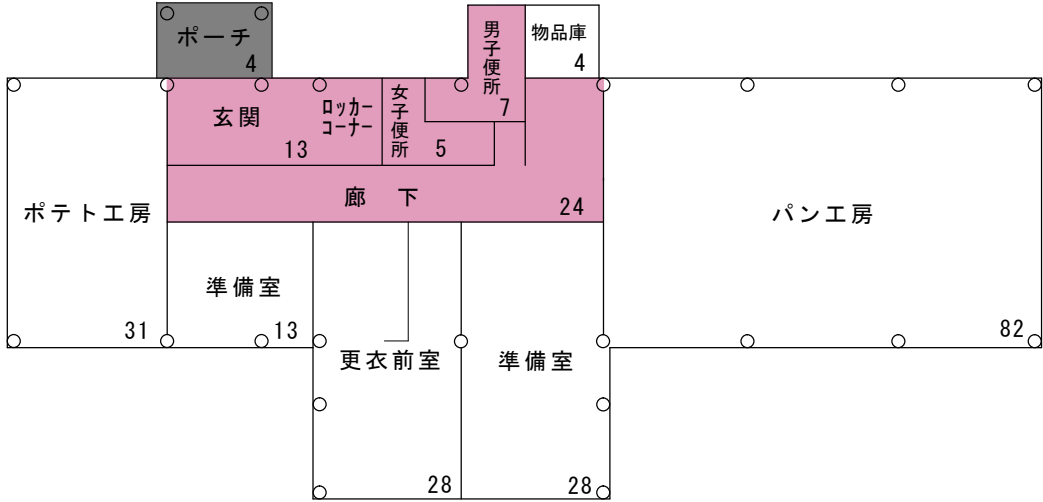 ポーチ
4
男子便所
7
物品庫
4
玄関
ロッカー
コーナー
13
女子便所
5
廊下
24
ポテト工房
31
パン工房
82
準備室
13
更衣前室
28
準備室
28